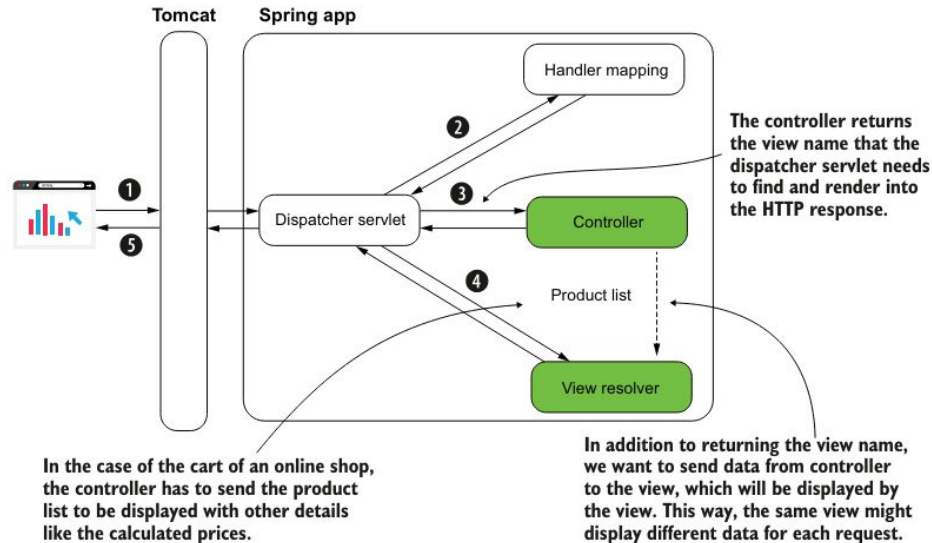 Tomcat
Spring app
Handler mapping
2
The controller returns
the view name that the
dispatcher servlet needs
to find and render into
the HTTP response.
1
3
Dispatcher servlet
Controller
5
4
Product list
View resolver
In the case of the cart of an online shop,
the controller has to send the product
list to be displayed with other details
like the calculated prices.
In addition to returning the view name,
we want to send data from controller
to the view, which will be displayed by
the view. This way, the same view might
display different data for each request.